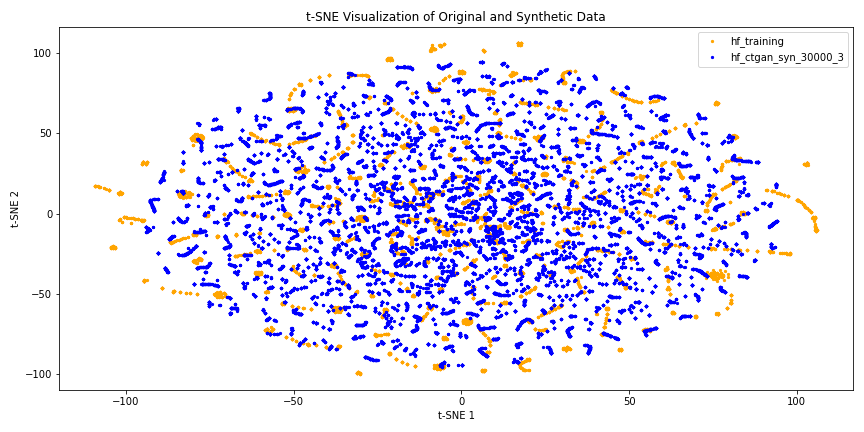 t-SNE Visualization of Original and Synthetic Data
hf_training
hf_ctgan_syn_30000_3
t-SNE 2
100
50
0
−50
−100
−100
−50
0
50
100
t-SNE 1